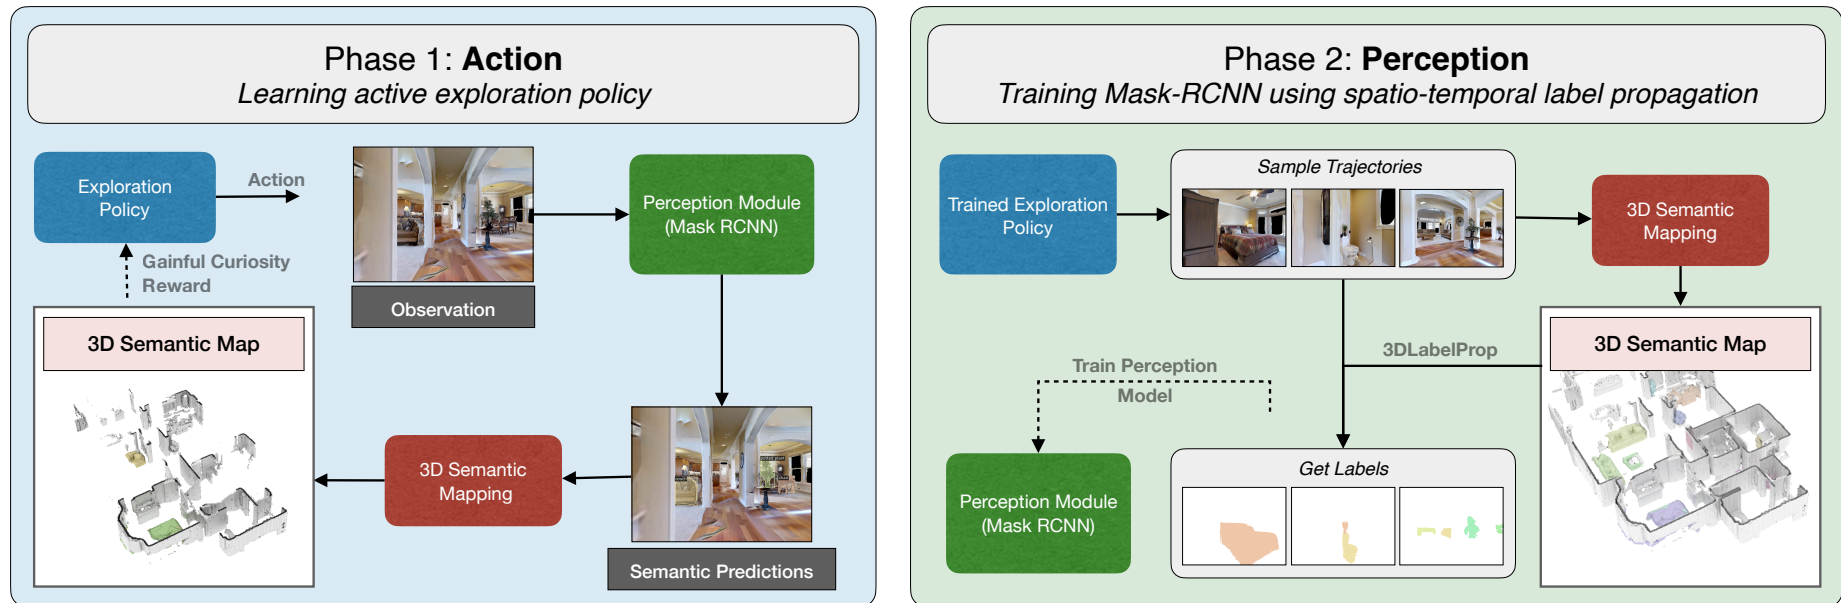 Phase 1: Action
Learning active exploration policy
Exploration
Policy
Action
Perception Module
(Mask RCNN)
Gainful Curiosity
Reward
Observation
3D Semantic Map
3D Semantic
Mapping
Semantic Predictions
Phase 2: Perception
Training Mask-RCNN using spatio-temporal label propagation
Trained Exploration
Policy
Sample Trajectories
3D Semantic
Mapping
3D Semantic Map
3DLabelProp
Train Perception
Model
Perception Module
(Mask RCNN)
Get Labels